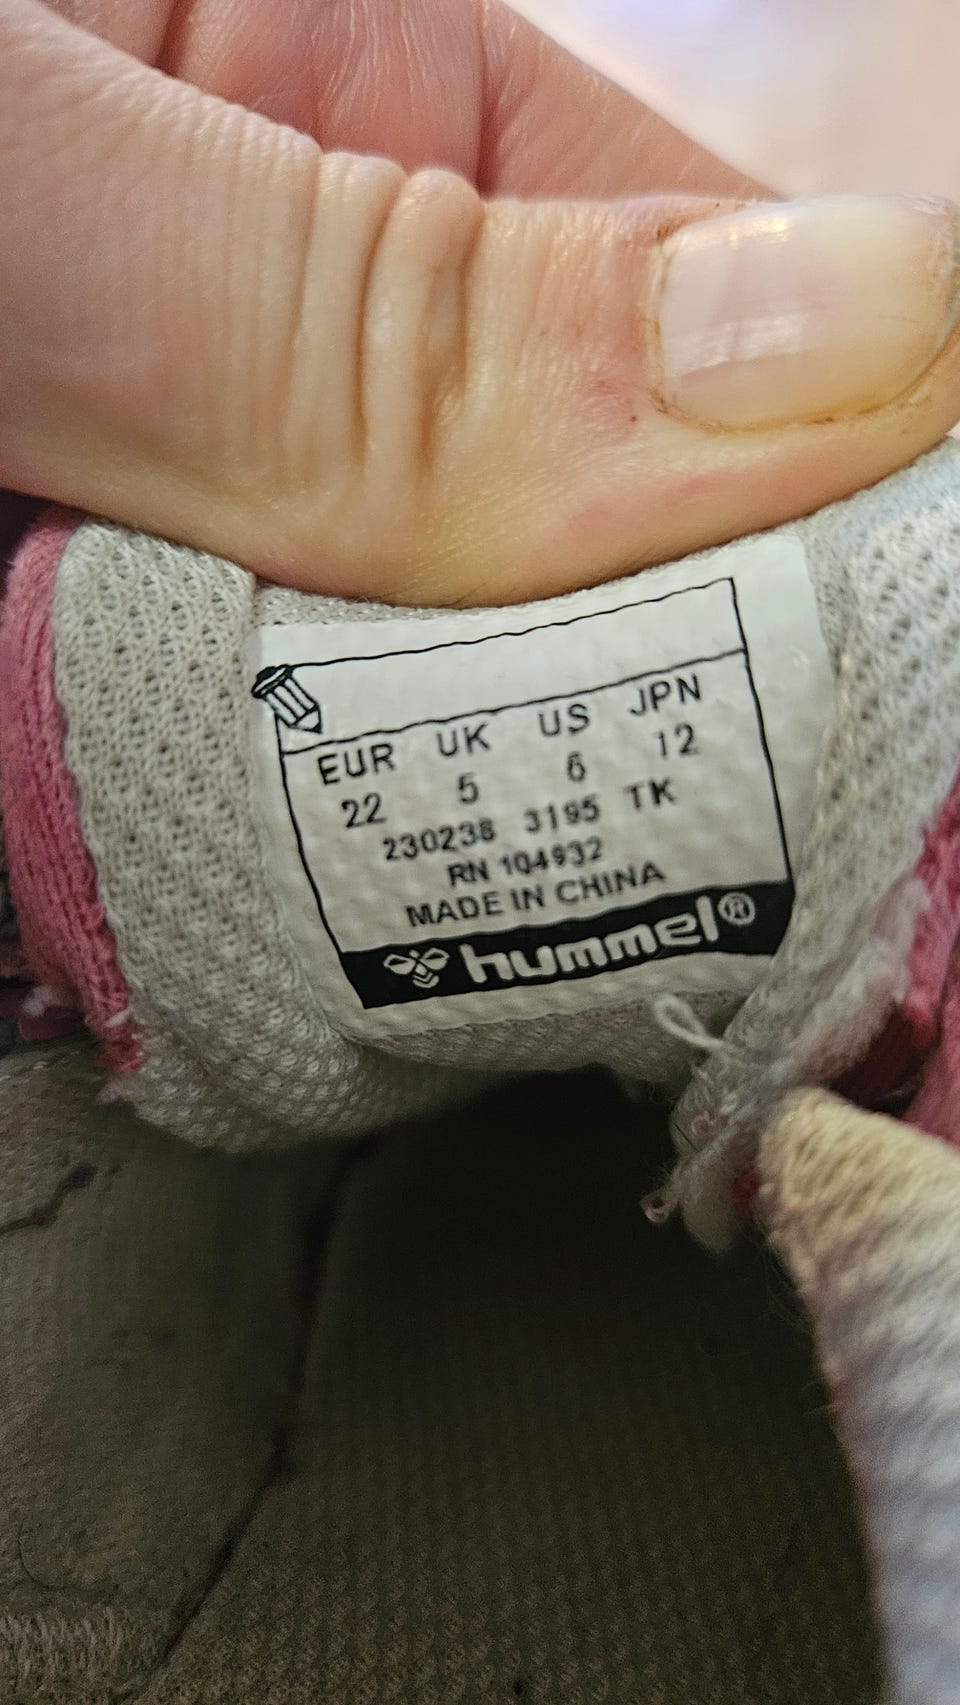 EUR UK US JPN
22 5 6 12
230238 3195 TK
RN 104932
MADE IN CHINA
hummel®